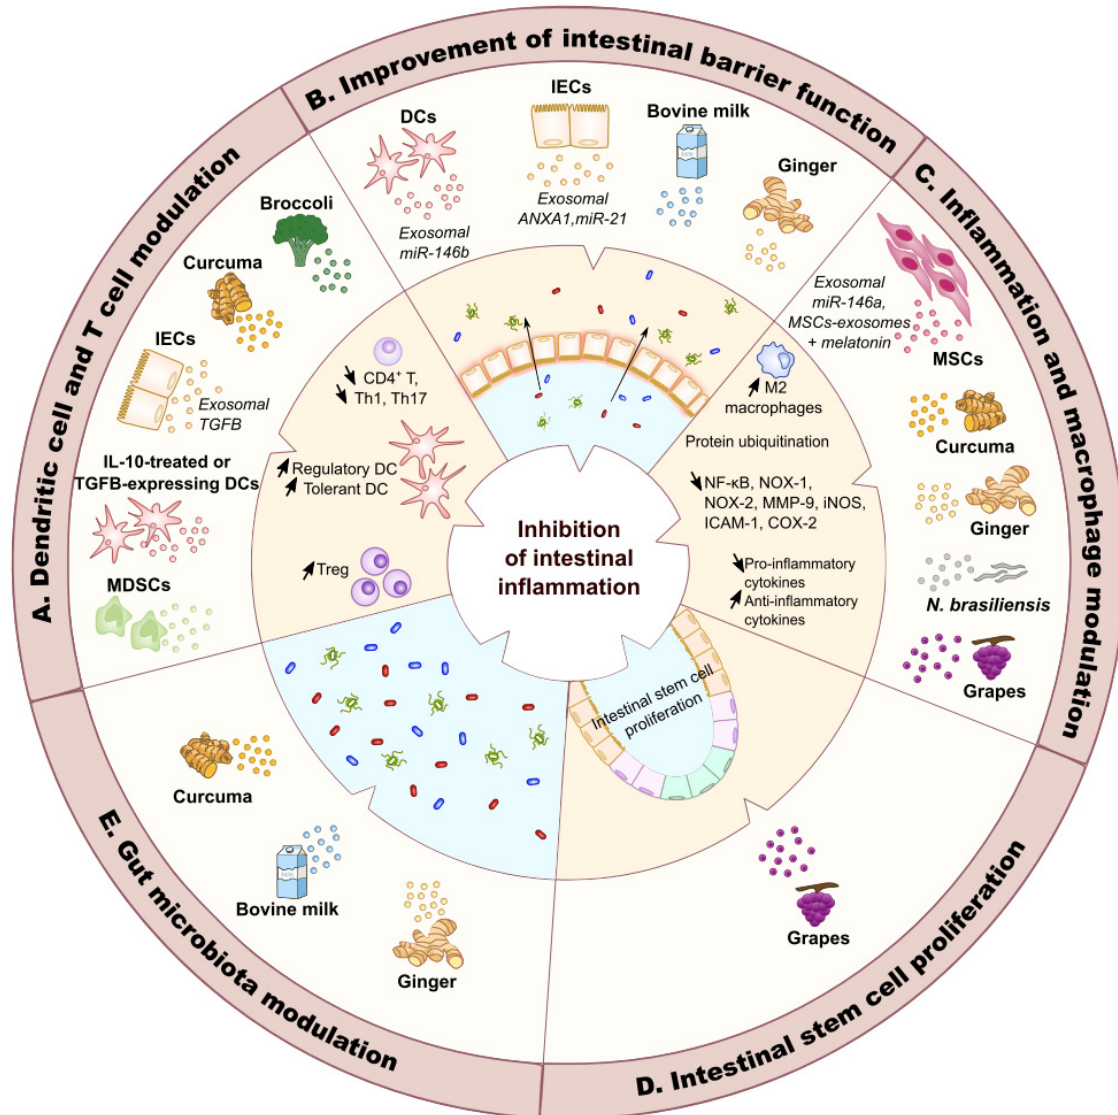 A. Dendritic cell and T cell modulation
Broccoli
Curcuma
IECs
Exosomal
TGFB
IL-10-treated or
TGFB-expressing DCs
MDSCs
CD4⁺ T,
Th1, Th17
Regulatory DC
Tolerant DC
Treg
B. Improvement of intestinal barrier function
DCs
Exosomal
miR-146b
IECs
Exosomal
ANXA1,miR-21
Bovine milk
Milk
Ginger
C. Inflammation and macrophage modulation
Exosomal
miR-146a,
MSCs-exosomes
+ melatonin
MSCs
Curcuma
Ginger
N. brasiliensis
Grapes
M2
macrophages
Protein ubiquitination
NF-κB, NOX-1,
NOX-2, MMP-9, iNOS,
ICAM-1, COX-2
Pro-inflammatory
cytokines
Anti-inflammatory
cytokines
Inhibition
of intestinal
inflammation
D. Intestinal stem cell proliferation
Intestinal stem cell
proliferation
Grapes
E. Gut microbiota modulation
Curcuma
Bovine milk
Milk
Ginger